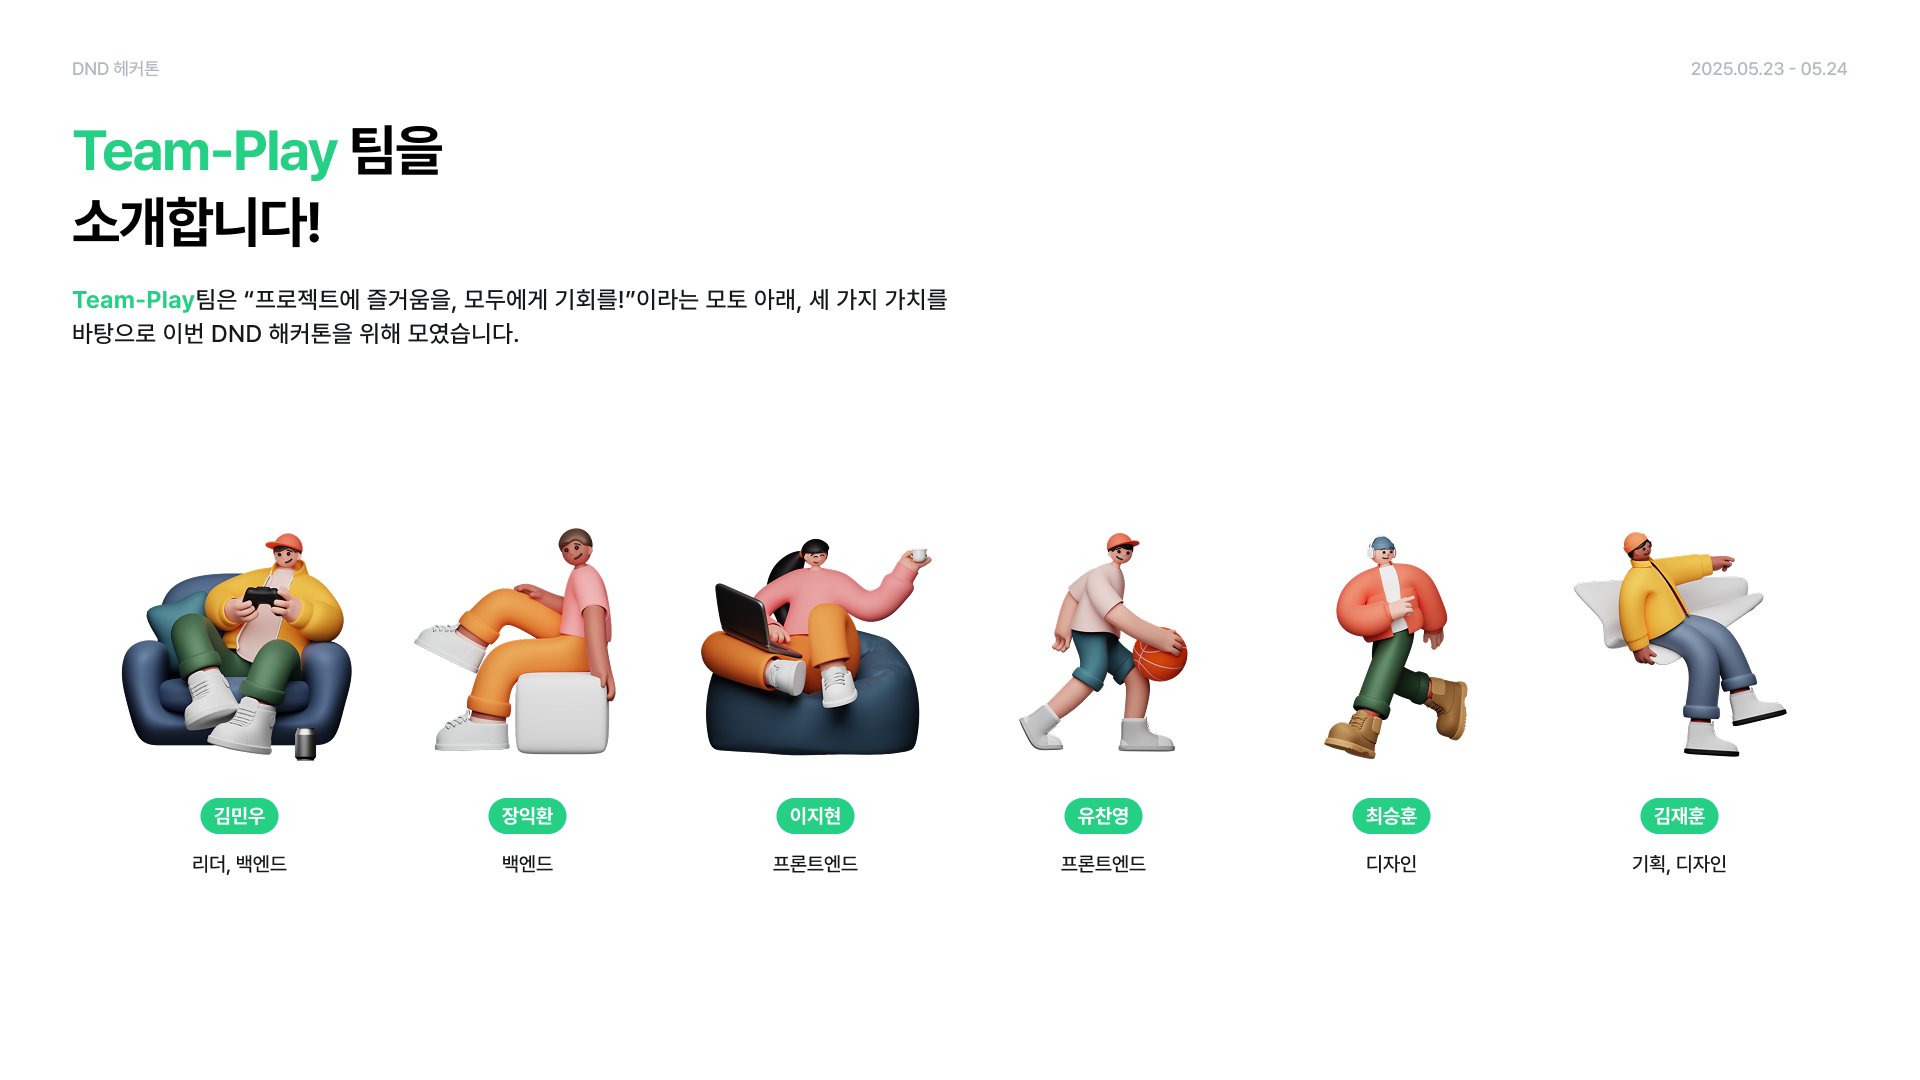 DND 헤커톤
2025.05.23 - 05.24
Team-Play 팀을
소개합니다!
Team-Play팀은 “프로젝트에 즐거움을, 모두에게 기회를!”이라는 모토 아래, 세 가지 가치를
바탕으로 이번 DND 해커톤을 위해 모였습니다.
김민우
리더, 백엔드
장익환
백엔드
이지현
프론트엔드
유찬영
프론트엔드
최승훈
디자인
김재훈
기획, 디자인